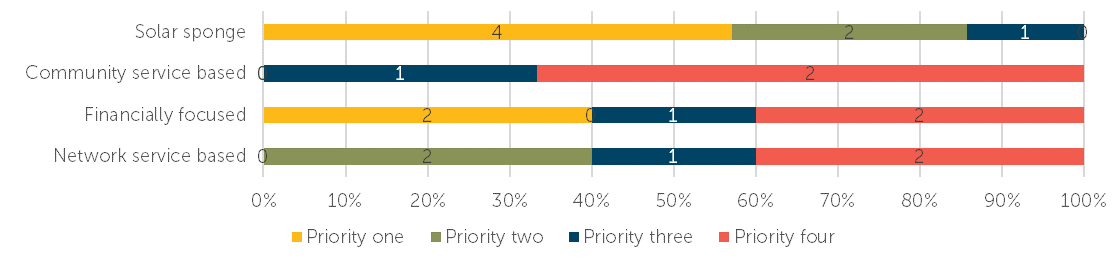 Solar sponge 4 2 1 0
Community service based 0 1 2
Financially focused 2 0 1 2
Network service based 0 2 1 2
0% 10% 20% 30% 40% 50% 60% 70% 80% 90% 100%
Priority one Priority two Priority three Priority four